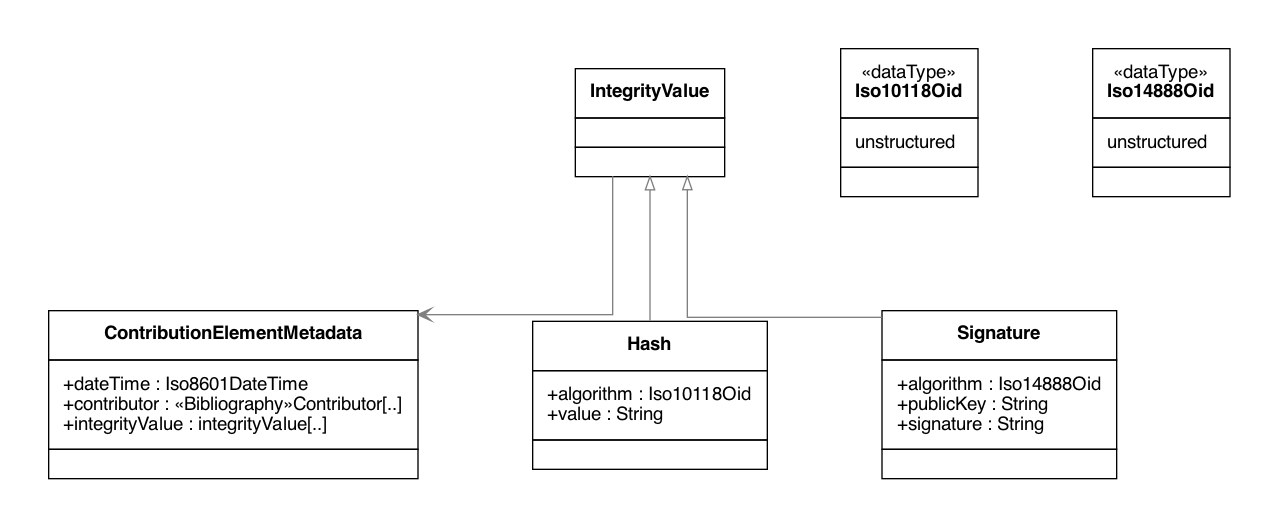 IntegrityValue
«dataType»
Iso10118Oid
unstructured
«dataType»
Iso14888Oid
unstructured
ContributionElementMetadata
+dateTime : Iso8601DateTime
+contributor : «Bibliography»Contributor[..]
+integrityValue : integrityValue[..]
Hash
+algorithm : Iso10118Oid
+value : String
Signature
+algorithm : Iso14888Oid
+publicKey : String
+signature : String